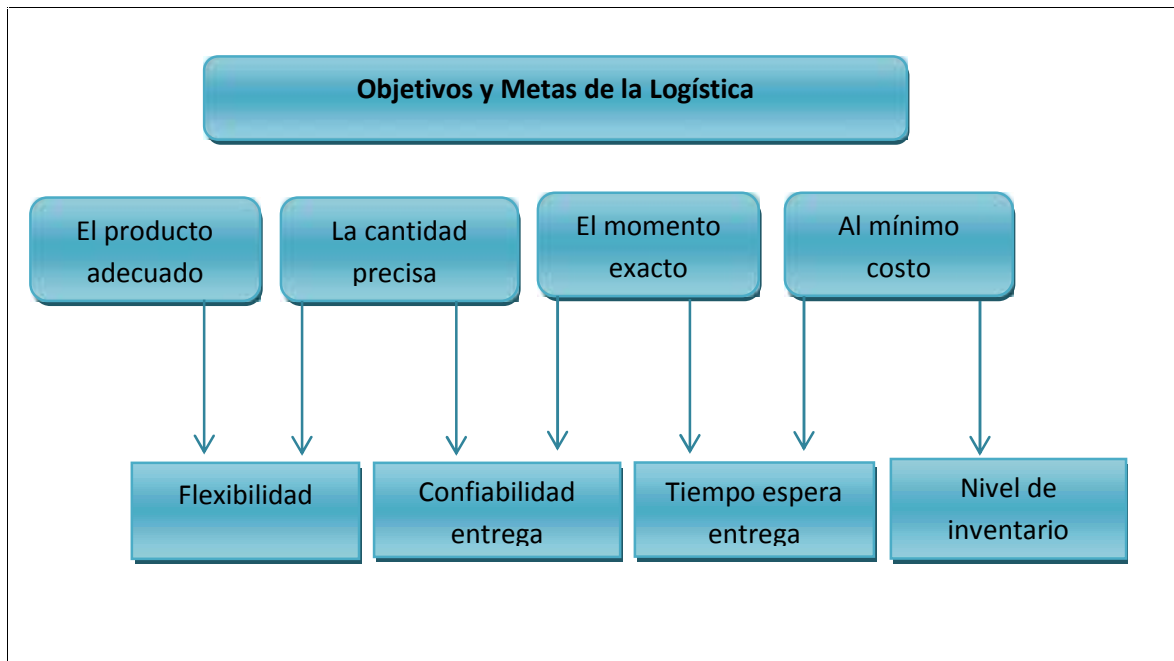 Objetivos y Metas de la Logística
El producto
adecuado
La cantidad
precisa
El momento
exacto
Al mínimo
costo
Flexibilidad
Confiabilidad
entrega
Tiempo espera
entrega
Nivel de
inventario